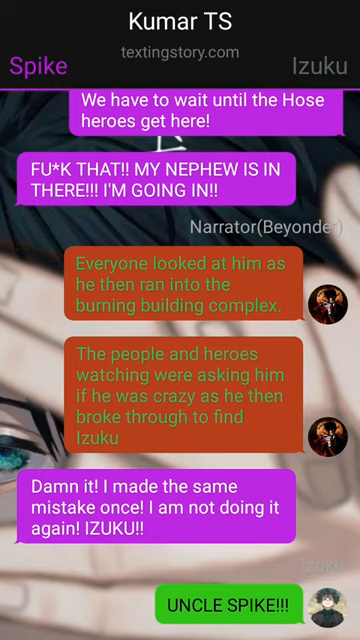 Kumar TS
textingstory.com
Spike
Izuku
We have to wait until the Hose
heroes get here!
FU*K THAT!! MY NEPHEW IS IN
THERE!!! I'M GOING IN!!
Narrator(Beyonder)
Everyone looked at him as
he then ran into the
burning building complex.
The people and heroes
watching were asking him
if he was crazy as he then
broke through to find
Izuku
Damn it! I made the same
mistake once! I am not doing it
again! IZUKU!!
Izuku
UNCLE SPIKE!!!